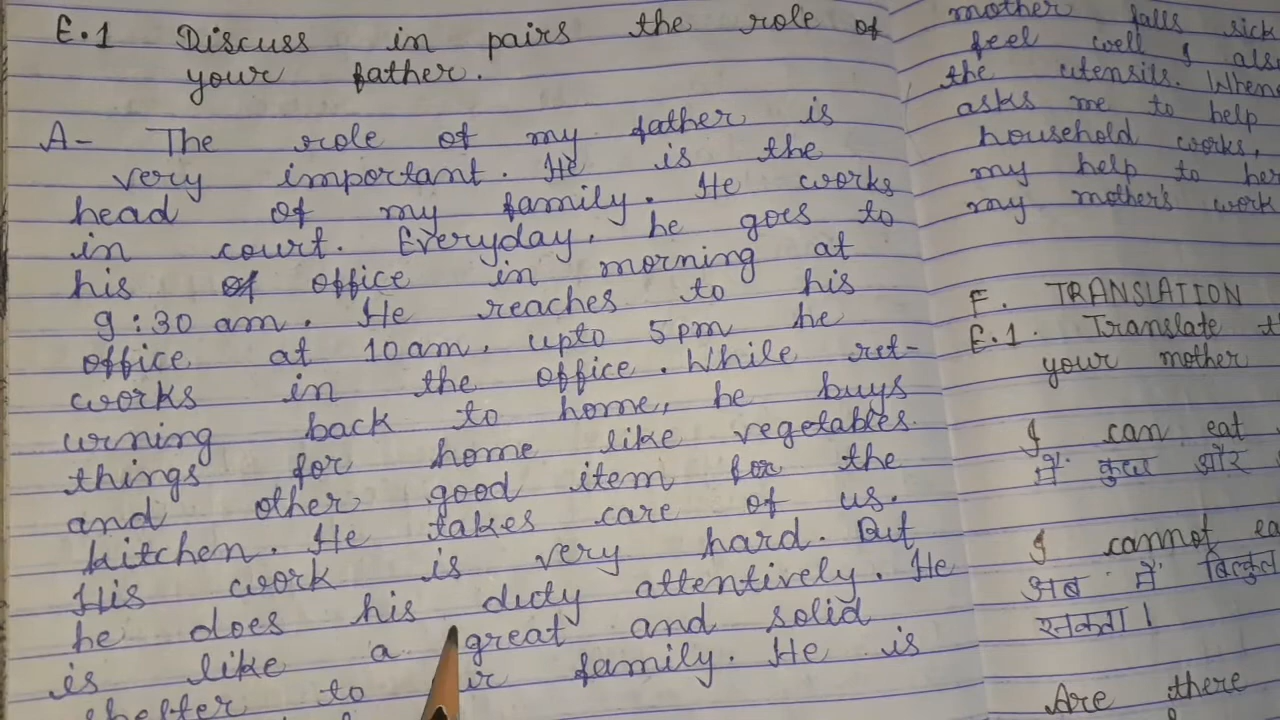 E.1 Discuss in pairs the role of
your father.
A- The role of my father is
very important. He is the
head of my family. He works
in court. Everyday, he goes to
his of office in morning at
9:30 am. He reaches to his
office at 10am. upto 5pm he
works in the office. While ret-
urning back to home, he buys
things for home like vegetables.
and other good item for the
kitchen. He takes care of us.
His work is very hard. But
he does his duty attentively. He
is like a great and solid
shelter to family. He is
mother falls sick
feel well I
the utensils.
asks me to help
household works,
my help to her
my mother's work
F. TRANSLATION
E.1. Translate
your mother
I can eat
मैं कुछ और
I cannot
अब मैं बिल्कुल
सकता।
Are there